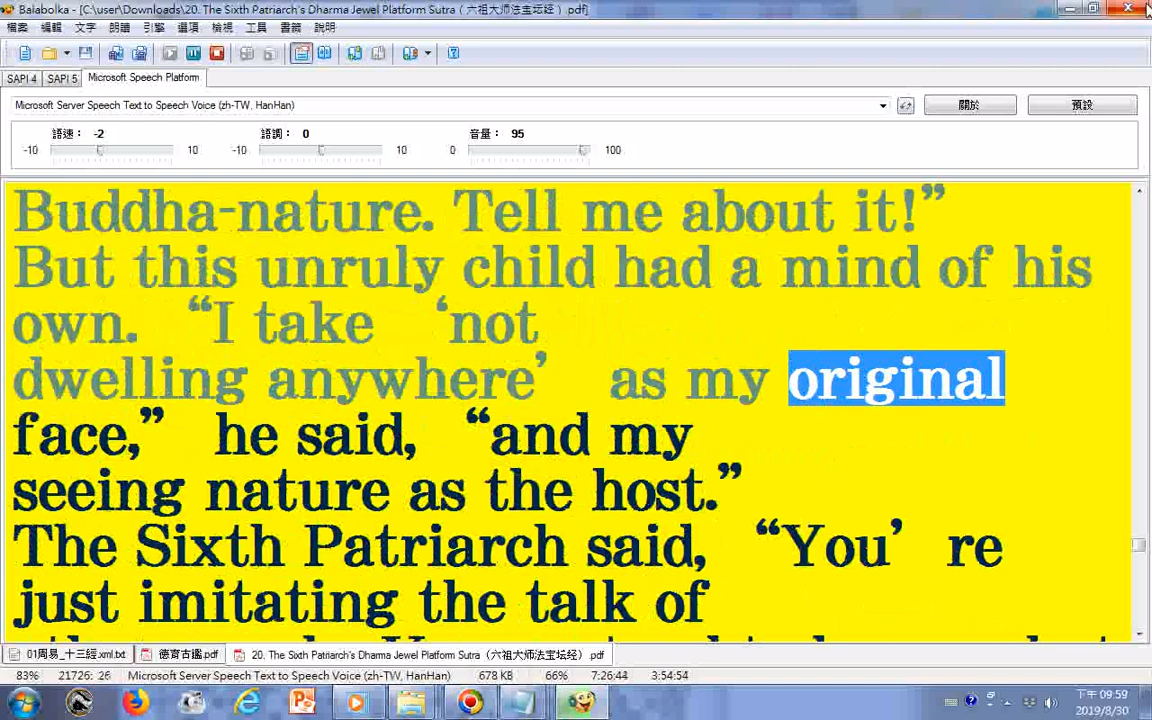 Balabolka - [C:\user\Downloads\20. The Sixth Patriarch's Dharma Jewel Platform Sutra（六祖大师法宝坛经）pdf]
檔案 編輯 文字 朗讀 引擎 選項 檢視 工具 書籤 說明
SAPI 4 SAPI 5 Microsoft Speech Platform
Microsoft Server Speech Text to Speech Voice (zh-TW, HanHan) 關於 預設
語速： -2 語調： 0 音量： 95
-10 10 -10 10 0 100
Buddha-nature. Tell me about it!”
But this unruly child had a mind of his
own. “I take ‘not
dwelling anywhere’ as my original
face,” he said, “and my
seeing nature as the host.”
The Sixth Patriarch said, “You’ re
just imitating the talk of
01周易_十三經.xml.txt 德育古鑑.pdf 20. The Sixth Patriarch's Dharma Jewel Platform Sutra（六祖大师法宝坛经）.pdf
83% 21726: 26 Microsoft Server Speech Text to Speech Voice (zh-TW, HanHan) 678 KB 66% 7:26:44 3:54:54
下午 09:59
2019/8/30